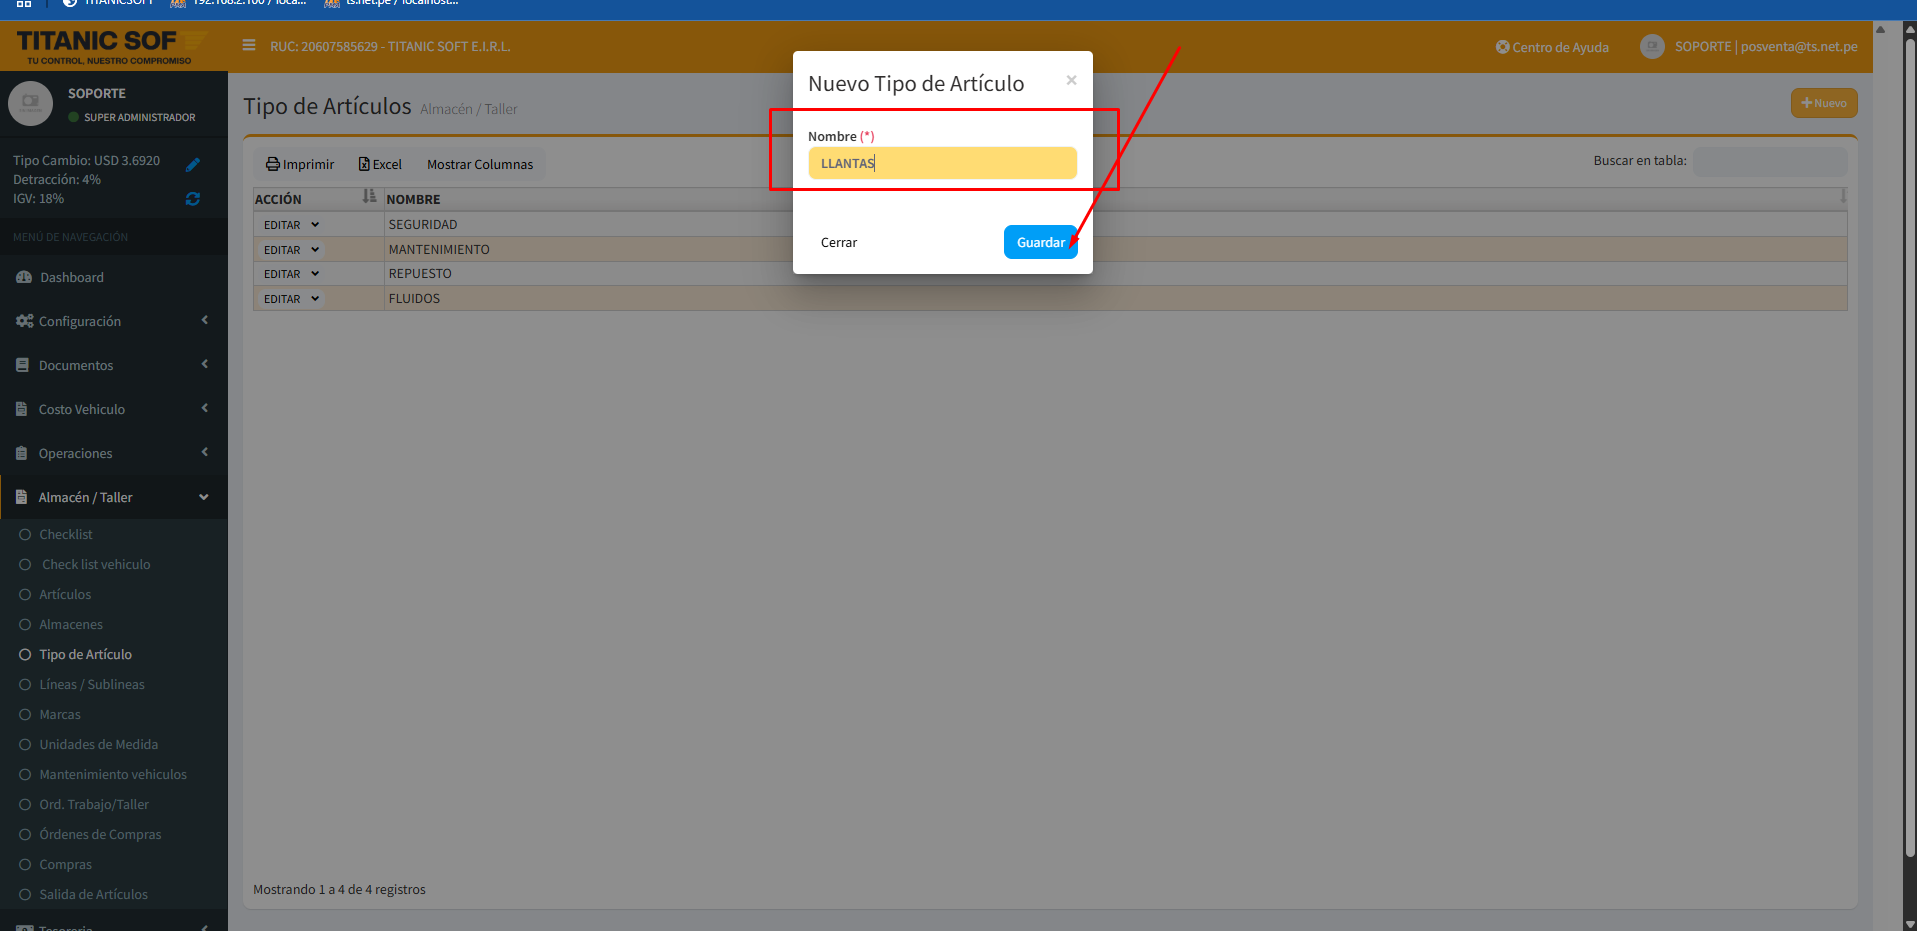 TITANICSOFT
192.168.2.100 / loca...
ts.net.pe / localhost...
TITANIC SOF
TU CONTROL, NUESTRO COMPROMISO
RUC: 20607585629 - TITANIC SOFT E.I.R.L.
Centro de Ayuda
SOPORTE | posventa@ts.net.pe
SOPORTE
SUPER ADMINISTRADOR
Tipo Cambio: USD 3.6920
Detracción: 4%
IGV: 18%
MENÚ DE NAVEGACIÓN
Dashboard
Configuración
Documentos
Costo Vehiculo
Operaciones
Almacén / Taller
Checklist
Check list vehiculo
Artículos
Almacenes
Tipo de Artículo
Líneas / Sublineas
Marcas
Unidades de Medida
Mantenimiento vehiculos
Ord. Trabajo/Taller
Órdenes de Compras
Compras
Salida de Artículos
Tesoreria
Tipo de Artículos Almacén / Taller
Nuevo
Imprimir Excel Mostrar Columnas
Buscar en tabla:
ACCIÓN NOMBRE
EDITAR SEGURIDAD
EDITAR MANTENIMIENTO
EDITAR REPUESTO
EDITAR FLUIDOS
Mostrando 1 a 4 de 4 registros
Nuevo Tipo de Artículo ×
Nombre (*)
LLANTAS
Cerrar Guardar